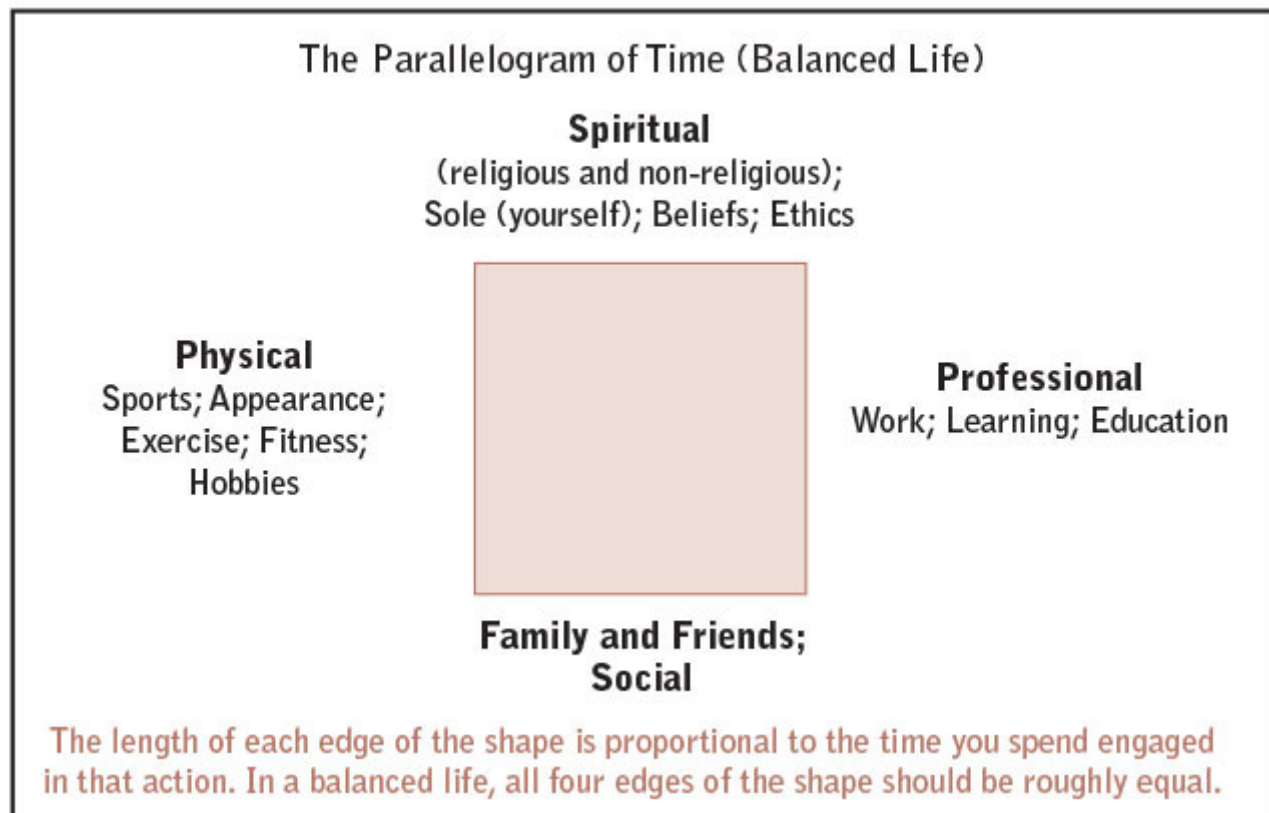 The Parallelogram of Time (Balanced Life)
Spiritual
(religious and non-religious);
Sole (yourself); Beliefs; Ethics
Physical
Sports; Appearance;
Exercise; Fitness;
Hobbies
Professional
Work; Learning; Education
Family and Friends;
Social
The length of each edge of the shape is proportional to the time you spend engaged
in that action. In a balanced life, all four edges of the shape should be roughly equal.